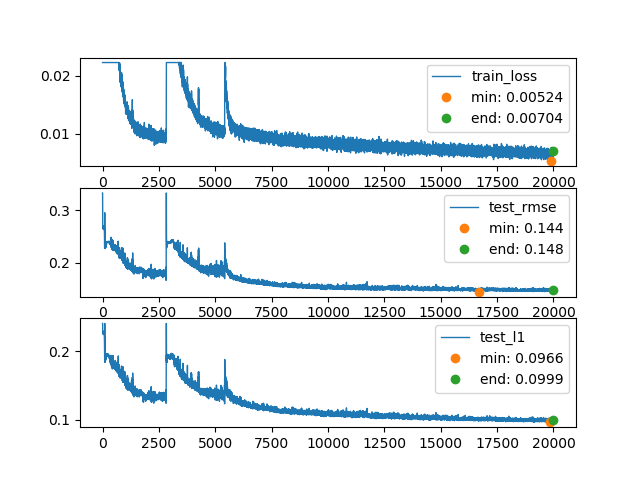 train_loss
min: 0.00524
end: 0.00704
0.02
0.01
0 2500 5000 7500 10000 12500 15000 17500 20000
test_rmse
min: 0.144
end: 0.148
0.3
0.2
0 2500 5000 7500 10000 12500 15000 17500 20000
test_l1
min: 0.0966
end: 0.0999
0.2
0.1
0 2500 5000 7500 10000 12500 15000 17500 20000